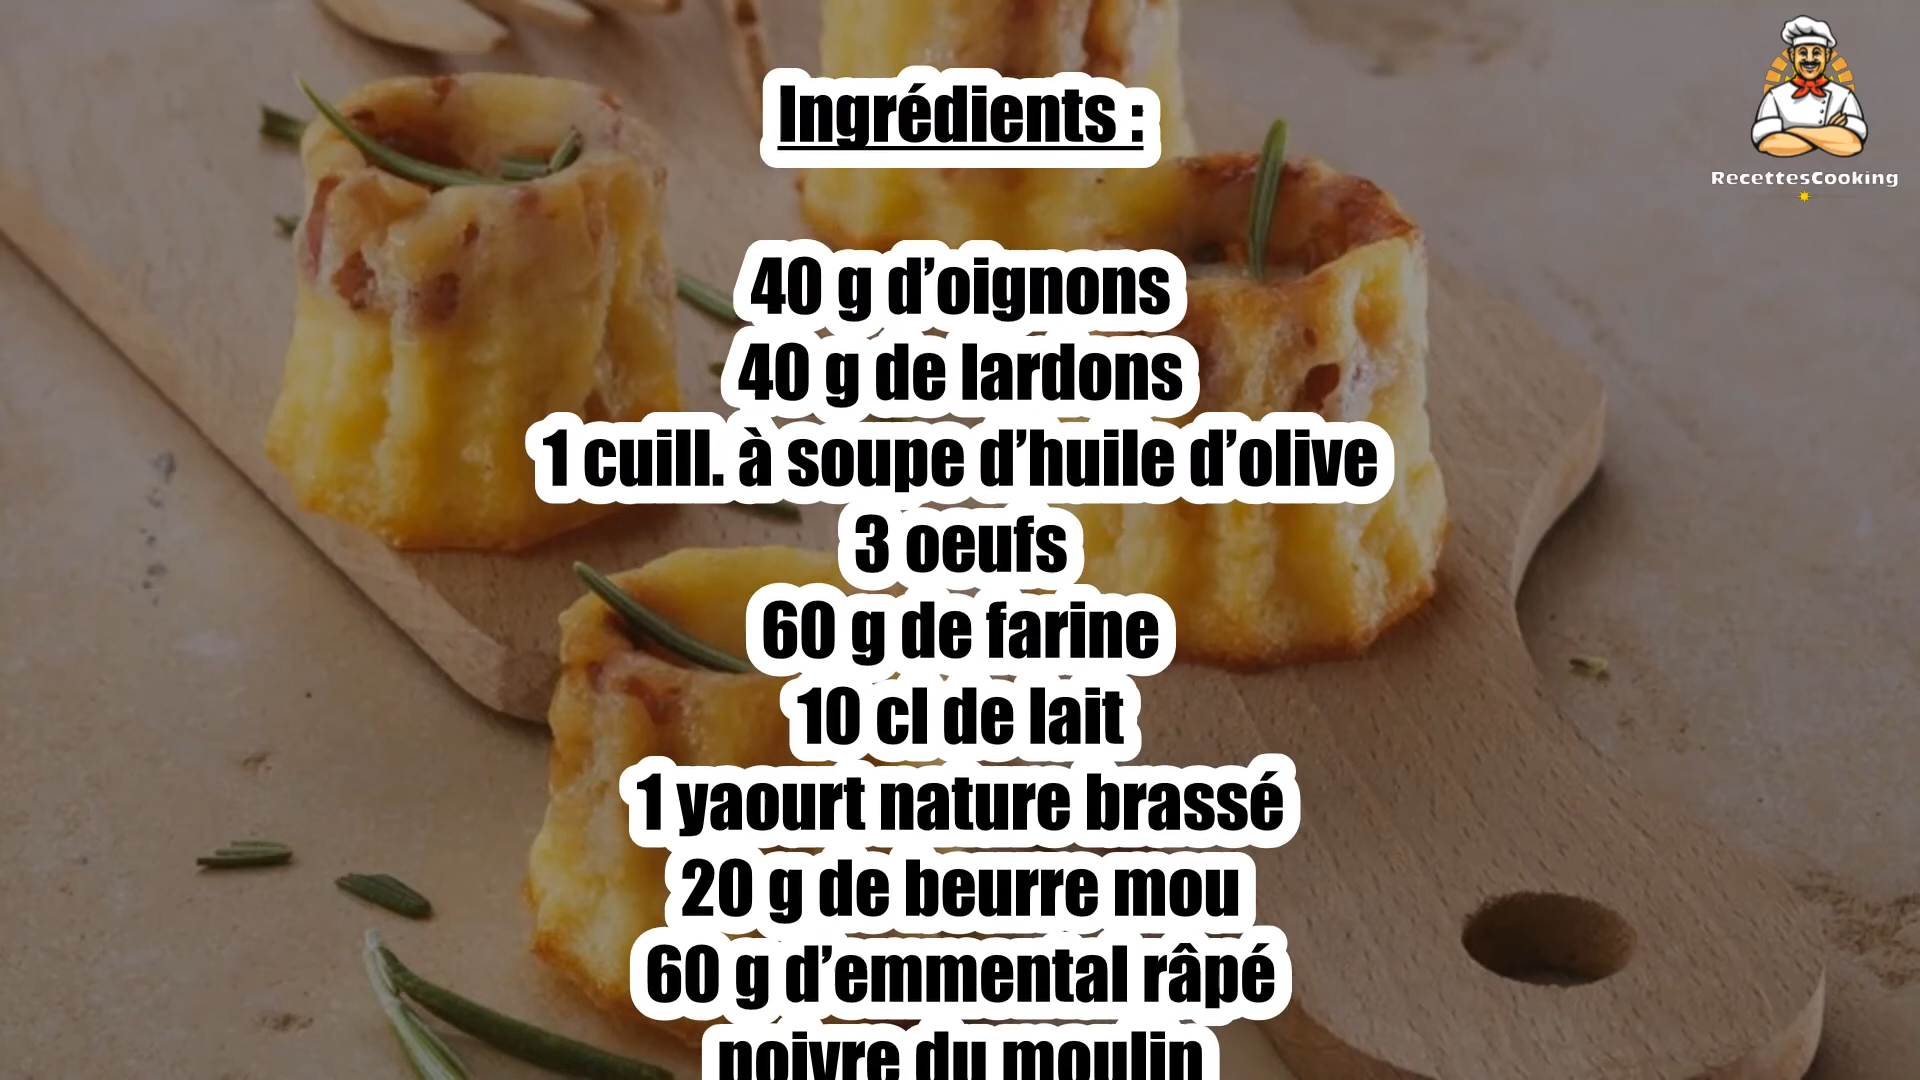 Ingrédients :
RecettesCooking
40 g d’oignons
40 g de lardons
1 cuill. à soupe d’huile d’olive
3 oeufs
60 g de farine
10 cl de lait
1 yaourt nature brassé
20 g de beurre mou
60 g d’emmental râpé
poivre du moulin